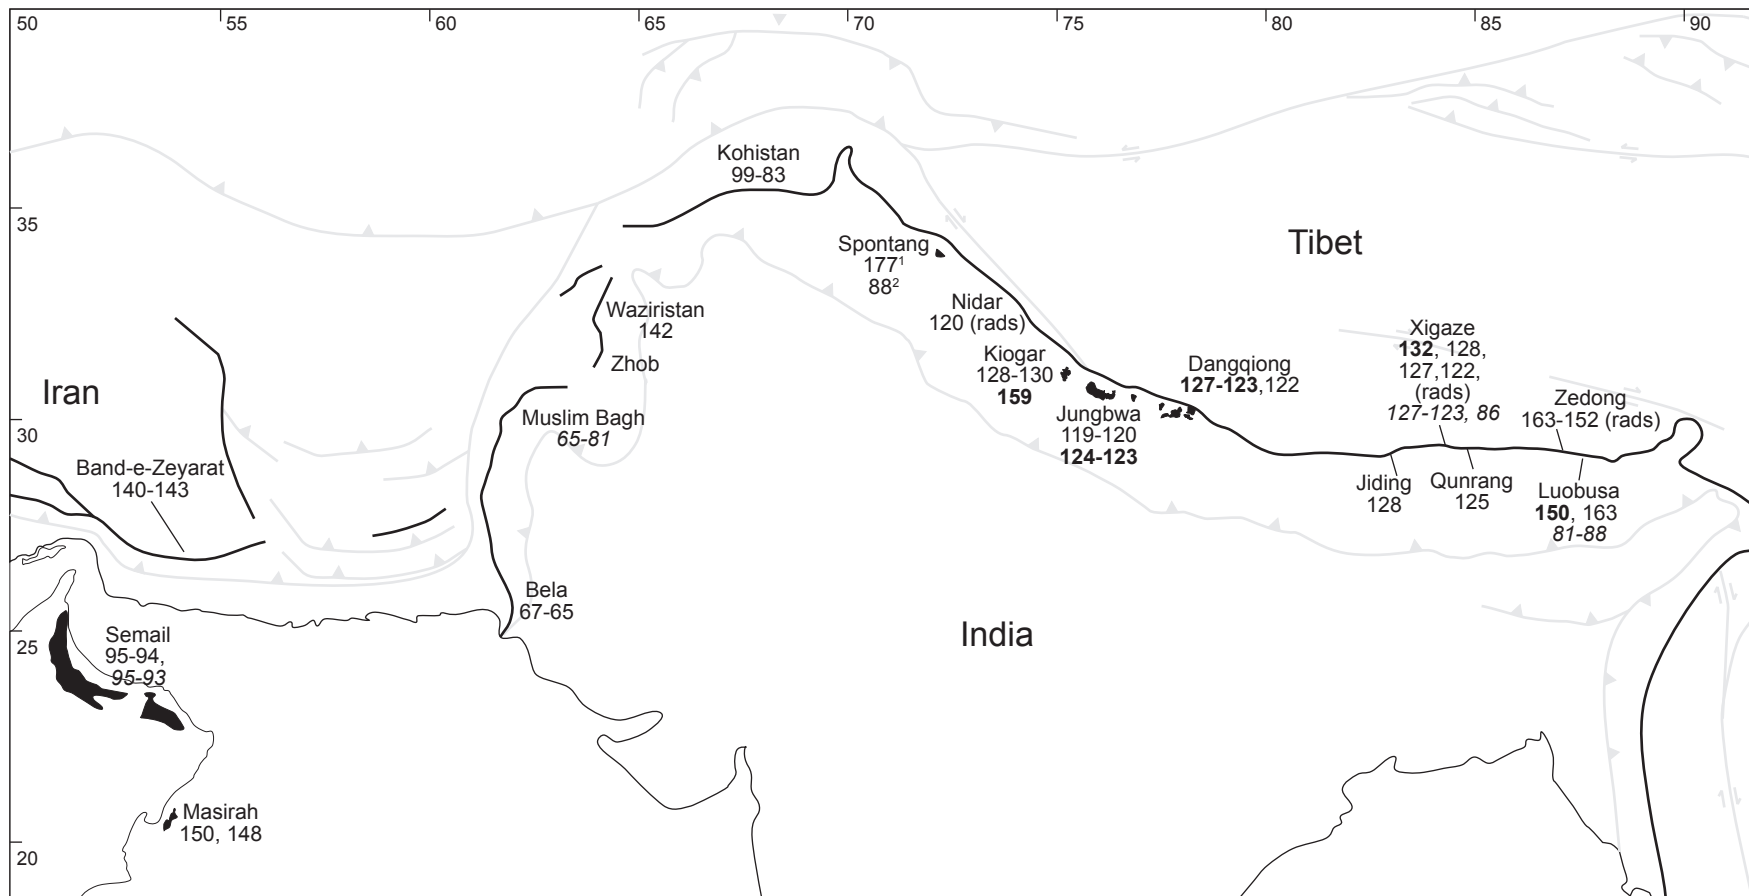 50 55 60 65 70 75 80 85 90
Kohistan
99-83
35
Spontang
177¹
88²
Tibet
Nidar
120 (rads)
Waziristan
142
Zhob
Kiogar
128-130
159
Xigaze
132, 128,
127,122,
(rads)
127-123, 86
Dangqiong
127-123,122
Iran
30
Muslim Bagh
65-81
Jungbwa
119-120
124-123
Zedong
163-152 (rads)
Band-e-Zeyarat
140-143
Jiding
128
Qunrang
125
Luobusa
150, 163
81-88
Bela
67-65
25
Semail
95-94,
95-93
India
Masirah
150, 148
20